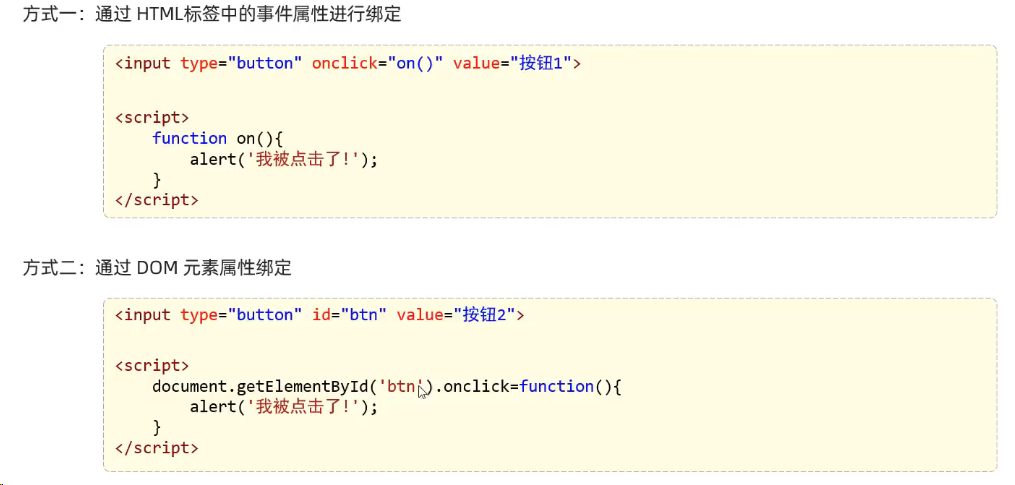 方式一：通过 HTML标签中的事件属性进行绑定
<input type="button" onclick="on()" value="按钮1">
<script>
function on(){
alert('我被点击了!');
}
</script>
方式二：通过 DOM 元素属性绑定
<input type="button" id="btn" value="按钮2">
<script>
document.getElementById('btn').onclick=function(){
alert('我被点击了!');
}
</script>